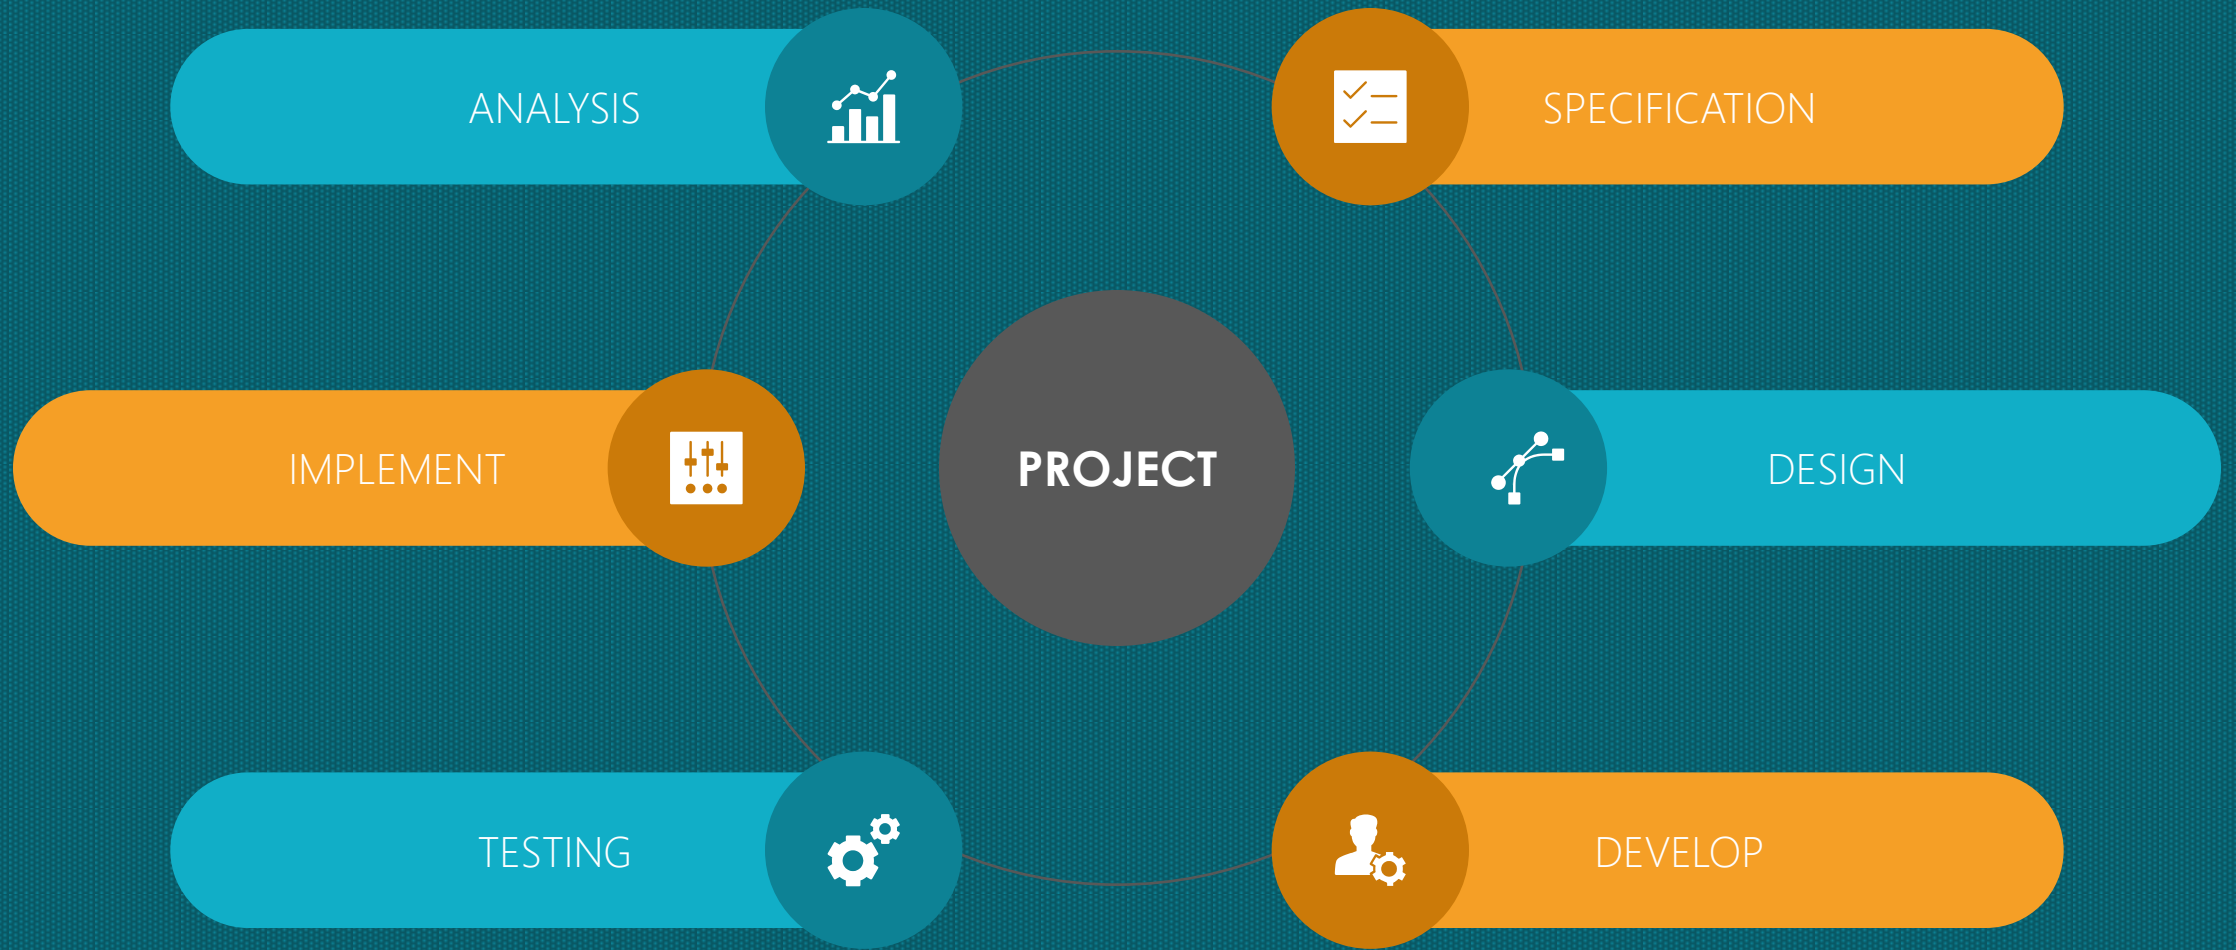 ANALYSIS
SPECIFICATION
IMPLEMENT
PROJECT
DESIGN
TESTING
DEVELOP